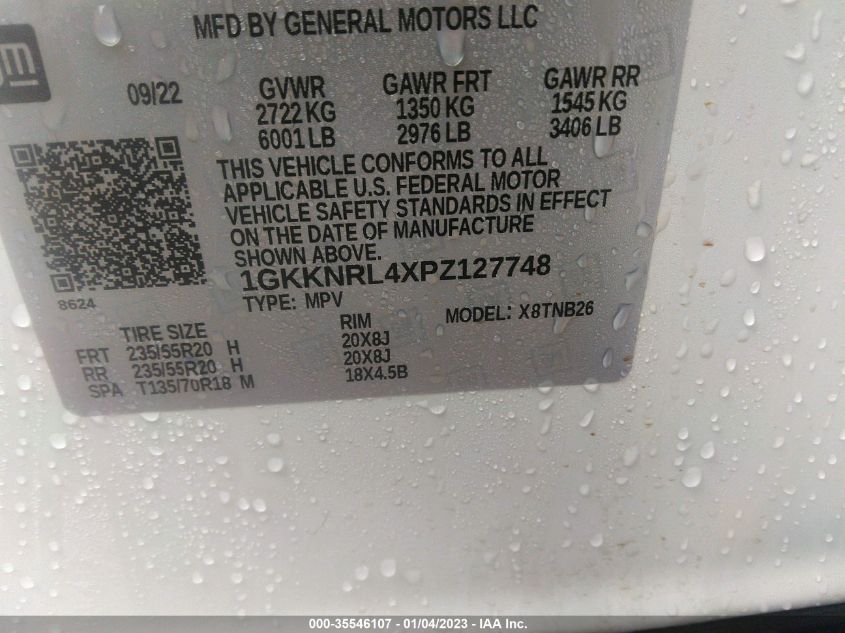 MFD BY GENERAL MOTORS LLC
gm
09/22 GVWR GAWR FRT GAWR RR
2722 KG 1350 KG 1545 KG
6001 LB 2976 LB 3406 LB
THIS VEHICLE CONFORMS TO ALL
APPLICABLE U.S. FEDERAL MOTOR
VEHICLE SAFETY STANDARDS IN EFFECT
ON THE DATE OF MANUFACTURE
SHOWN ABOVE.
1GKKNRL4XPZ127748
8624
TYPE: MPV MODEL: X8TNB26
TIRE SIZE RIM
FRT 235/55R20 H 20X8J
RR 235/55R20 H 20X8J
SPA T135/70R18 M 18X4.5B
000-35546107 - 01/04/2023 - IAA Inc.